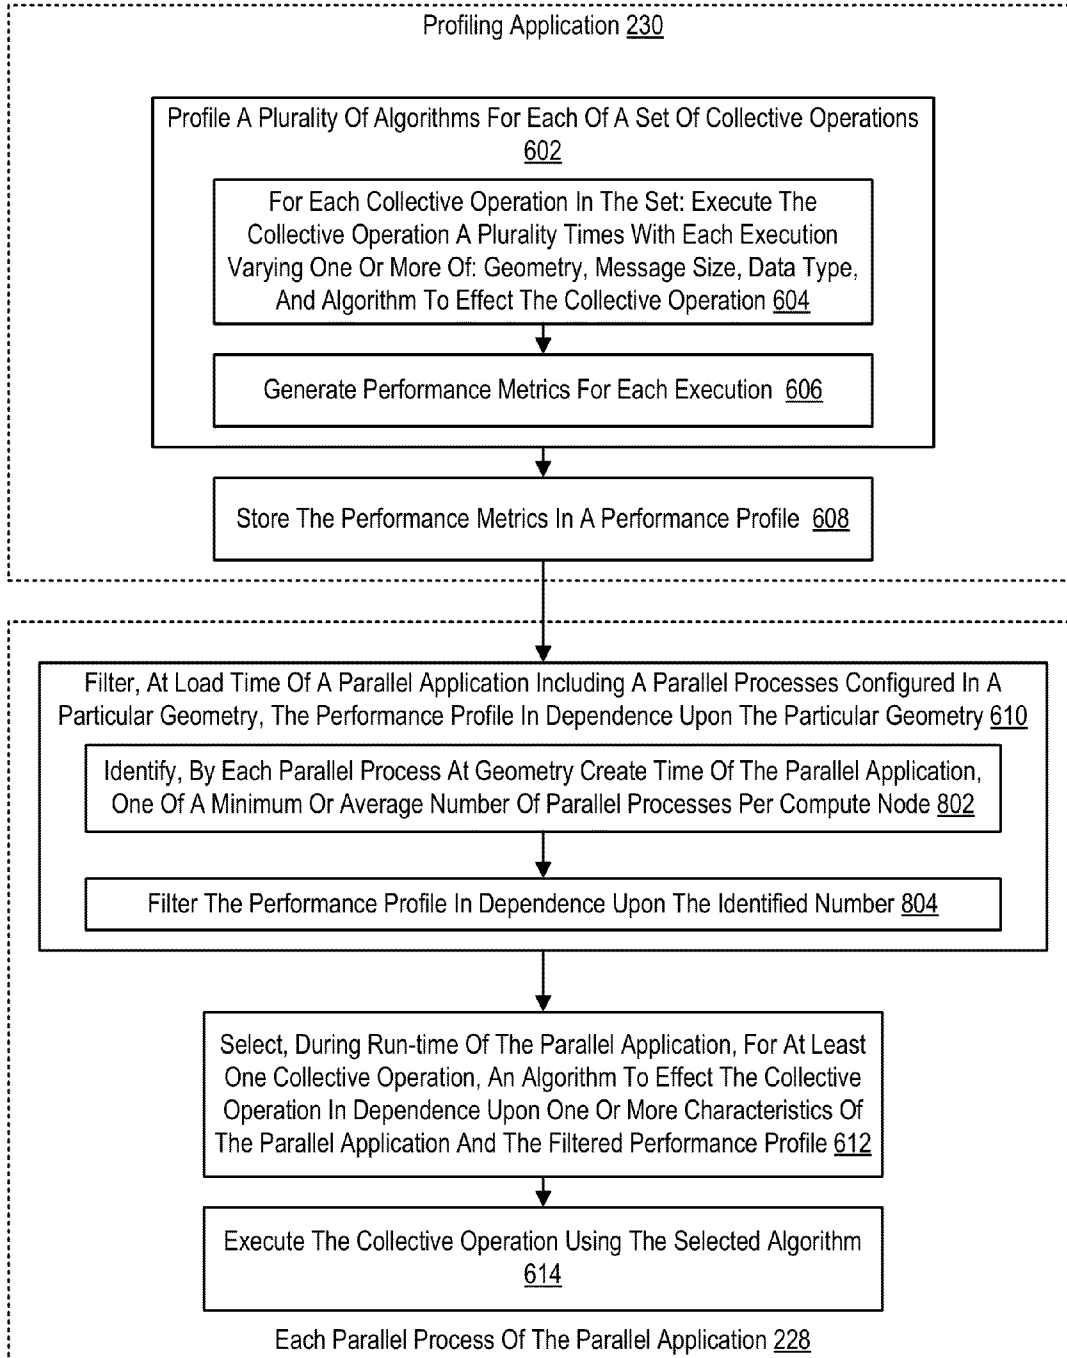 Profiling Application 230
Profile A Plurality Of Algorithms For Each Of A Set Of Collective Operations
602
For Each Collective Operation In The Set: Execute The
Collective Operation A Plurality Times With Each Execution
Varying One Or More Of: Geometry, Message Size, Data Type,
And Algorithm To Effect The Collective Operation 604
Generate Performance Metrics For Each Execution 606
Store The Performance Metrics In A Performance Profile 608
Filter, At Load Time Of A Parallel Application Including A Parallel Processes Configured In A
Particular Geometry, The Performance Profile In Dependence Upon The Particular Geometry 610
Identify, By Each Parallel Process At Geometry Create Time Of The Parallel Application,
One Of A Minimum Or Average Number Of Parallel Processes Per Compute Node 802
Filter The Performance Profile In Dependence Upon The Identified Number 804
Select, During Run-time Of The Parallel Application, For At Least
One Collective Operation, An Algorithm To Effect The Collective
Operation In Dependence Upon One Or More Characteristics Of
The Parallel Application And The Filtered Performance Profile 612
Execute The Collective Operation Using The Selected Algorithm
614
Each Parallel Process Of The Parallel Application 228